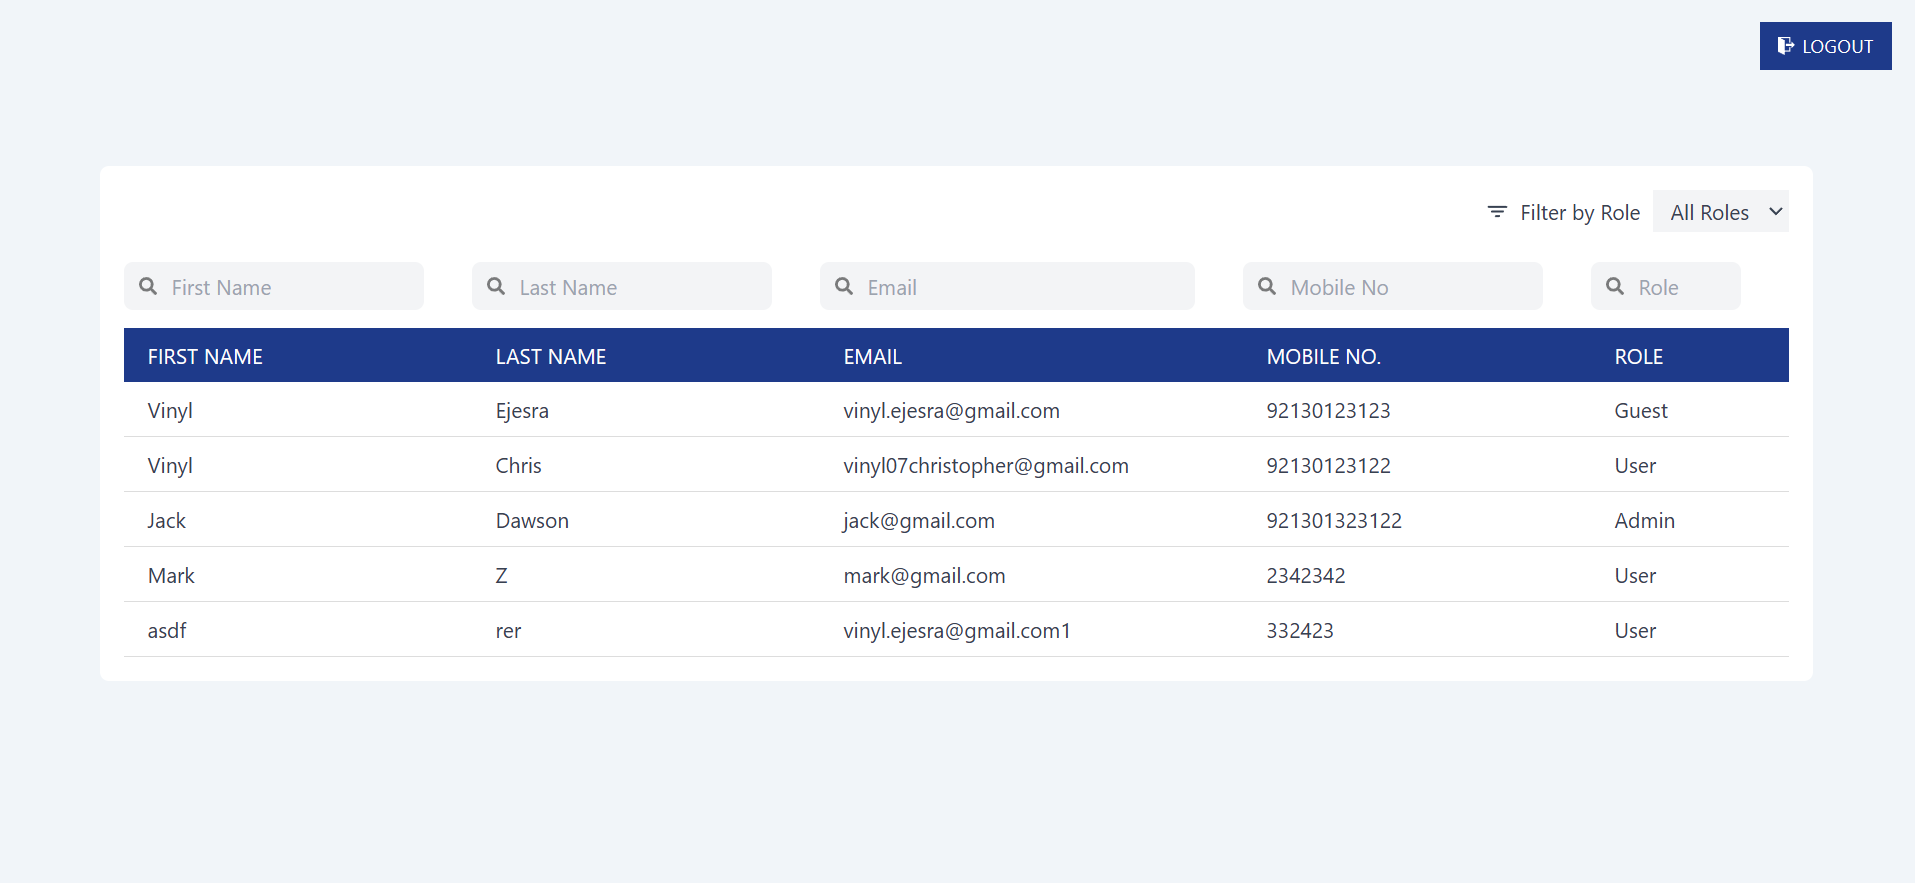 LOGOUT
Filter by Role All Roles
First Name Last Name Email Mobile No Role
FIRST NAME LAST NAME EMAIL MOBILE NO. ROLE
Vinyl Ejesra vinyl.ejesra@gmail.com 92130123123 Guest
Vinyl Chris vinyl07christopher@gmail.com 92130123122 User
Jack Dawson jack@gmail.com 921301323122 Admin
Mark Z mark@gmail.com 2342342 User
asdf rer vinyl.ejesra@gmail.com1 332423 User